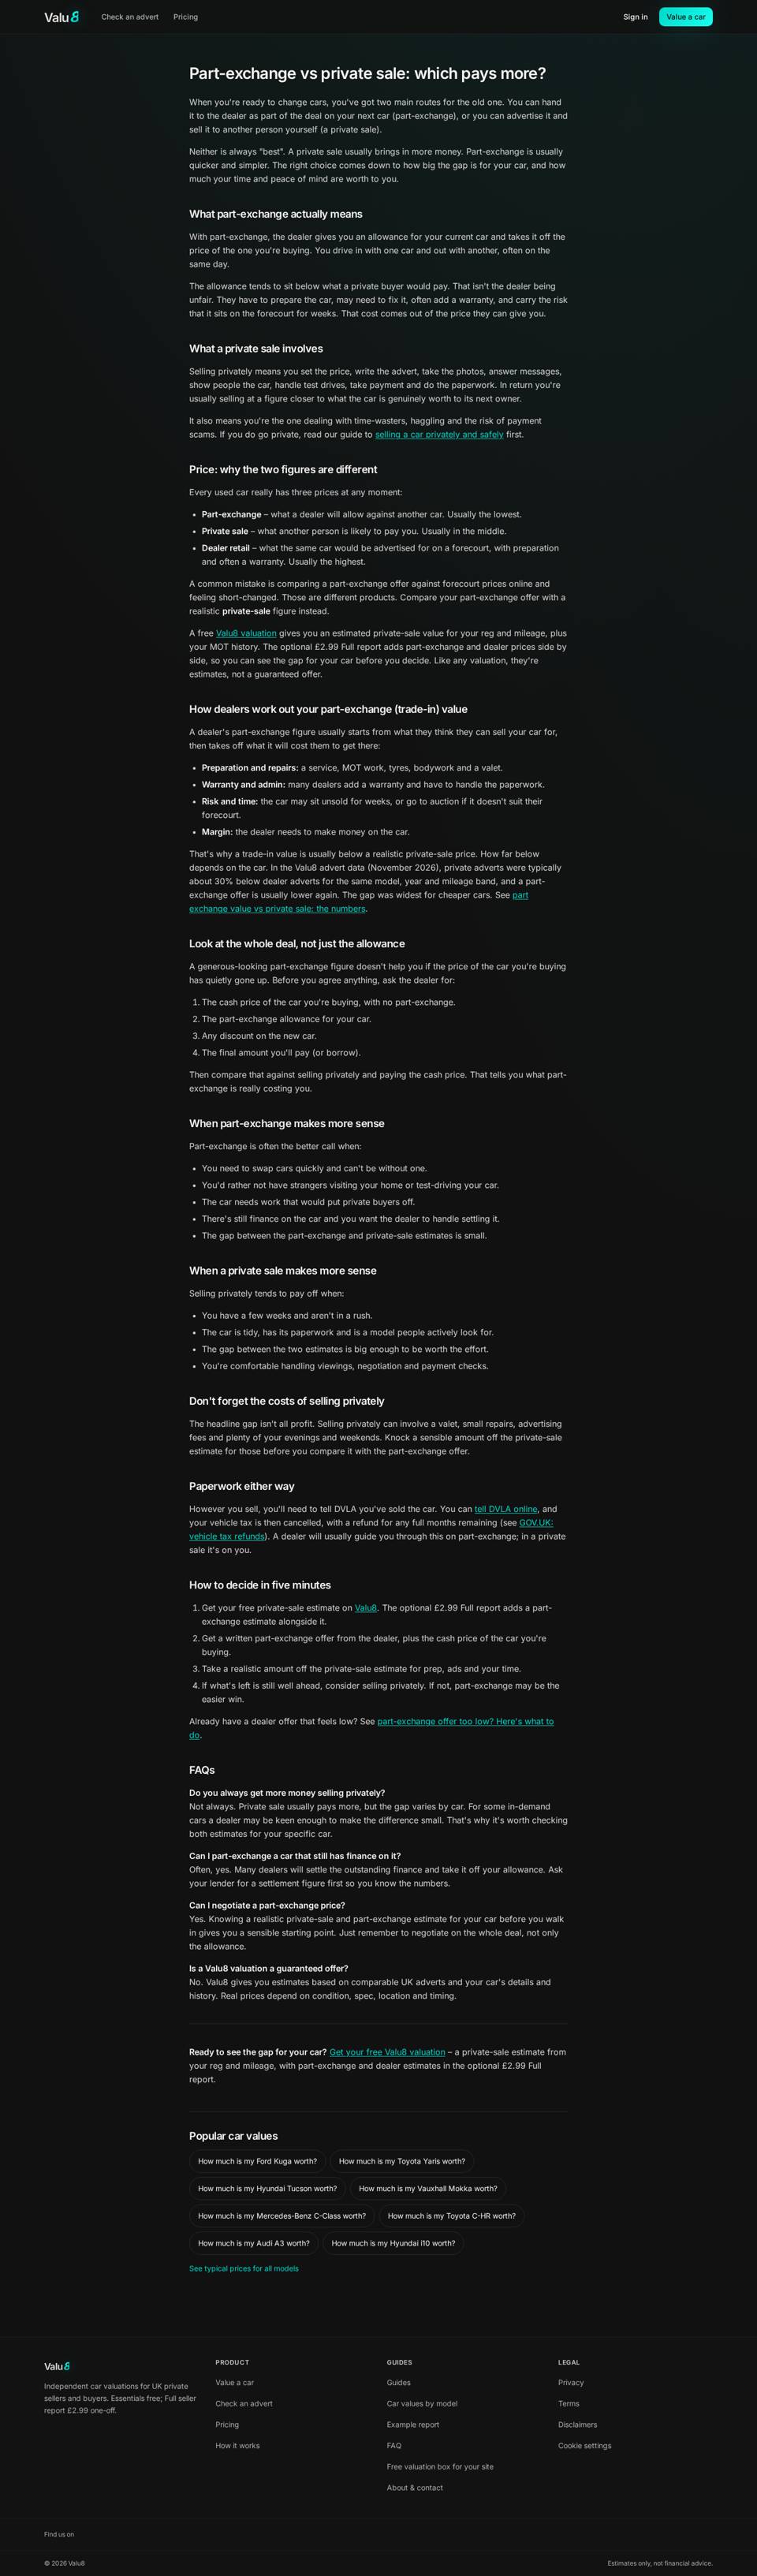 Valu8
Check an advert
Pricing
Sign in
Value a car
Part-exchange vs private sale: which pays more?
When you're ready to change cars, you've got two main routes for the old one. You can hand
it to the dealer as part of the deal on your next car (part-exchange), or you can advertise it and
sell it to another person yourself (a private sale).
Neither is always "best". A private sale usually brings in more money. Part-exchange is usually
quicker and simpler. The right choice comes down to how big the gap is for your car, and how
much your time and peace of mind are worth to you.
What part-exchange actually means
With part-exchange, the dealer gives you an allowance for your current car and takes it off the
price of the one you're buying. You drive in with one car and out with another, often on the
same day.
The allowance tends to sit below what a private buyer would pay. That isn't the dealer being
unfair. They have to prepare the car, may need to fix it, often add a warranty, and carry the risk
that it sits on the forecourt for weeks. That cost comes out of the price they can give you.
What a private sale involves
Selling privately means you set the price, write the advert, take the photos, answer messages,
show people the car, handle test drives, take payment and do the paperwork. In return you're
usually selling at a figure closer to what the car is genuinely worth to its next owner.
It also means you're the one dealing with time-wasters, haggling and the risk of payment
scams. If you do go private, read our guide to selling a car privately and safely first.
Price: why the two figures are different
Every used car really has three prices at any moment:
• Part-exchange – what a dealer will allow against another car. Usually the lowest.
• Private sale – what another person is likely to pay you. Usually in the middle.
• Dealer retail – what the same car would be advertised for on a forecourt, with preparation
and often a warranty. Usually the highest.
A common mistake is comparing a part-exchange offer against forecourt prices online and
feeling short-changed. Those are different products. Compare your part-exchange offer with a
realistic private-sale figure instead.
A free Valu8 valuation gives you an estimated private-sale value for your reg and mileage, plus
your MOT history. The optional £2.99 Full report adds part-exchange and dealer prices side by
side, so you can see the gap for your car before you decide. Like any valuation, they're
estimates, not a guaranteed offer.
How dealers work out your part-exchange (trade-in) value
A dealer's part-exchange figure usually starts from what they think they can sell your car for,
then takes off what it will cost them to get there:
• Preparation and repairs: a service, MOT work, tyres, bodywork and a valet.
• Warranty and admin: many dealers add a warranty and have to handle the paperwork.
• Risk and time: the car may sit unsold for weeks, or go to auction if it doesn't suit their
forecourt.
• Margin: the dealer needs to make money on the car.
That's why a trade-in value is usually below a realistic private-sale price. How far below
depends on the car. In the Valu8 advert data (November 2026), private adverts were typically
about 30% below dealer adverts for the same model, year and mileage band, and a part-
exchange offer is usually lower again. The gap was widest for cheaper cars. See part
exchange value vs private sale: the numbers.
Look at the whole deal, not just the allowance
A generous-looking part-exchange figure doesn't help you if the price of the car you're buying
has quietly gone up. Before you agree anything, ask the dealer for:
1. The cash price of the car you're buying, with no part-exchange.
2. The part-exchange allowance for your car.
3. Any discount on the new car.
4. The final amount you'll pay (or borrow).
Then compare that against selling privately and paying the cash price. That tells you what part-
exchange is really costing you.
When part-exchange makes more sense
Part-exchange is often the better call when:
• You need to swap cars quickly and can't be without one.
• You'd rather not have strangers visiting your home or test-driving your car.
• The car needs work that would put private buyers off.
• There's still finance on the car and you want the dealer to handle settling it.
• The gap between the part-exchange and private-sale estimates is small.
When a private sale makes more sense
Selling privately tends to pay off when:
• You have a few weeks and aren't in a rush.
• The car is tidy, has its paperwork and is a model people actively look for.
• The gap between the two estimates is big enough to be worth the effort.
• You're comfortable handling viewings, negotiation and payment checks.
Don't forget the costs of selling privately
The headline gap isn't all profit. Selling privately can involve a valet, small repairs, advertising
fees and plenty of your evenings and weekends. Knock a sensible amount off the private-sale
estimate for those before you compare it with the part-exchange offer.
Paperwork either way
However you sell, you'll need to tell DVLA you've sold the car. You can tell DVLA online, and
your vehicle tax is then cancelled, with a refund for any full months remaining (see GOV.UK:
vehicle tax refunds). A dealer will usually guide you through this on part-exchange; in a private
sale it's on you.
How to decide in five minutes
1. Get your free private-sale estimate on Valu8. The optional £2.99 Full report adds a part-
exchange estimate alongside it.
2. Get a written part-exchange offer from the dealer, plus the cash price of the car you're
buying.
3. Take a realistic amount off the private-sale estimate for prep, ads and your time.
4. If what's left is still well ahead, consider selling privately. If not, part-exchange may be the
easier win.
Already have a dealer offer that feels low? See part-exchange offer too low? Here's what to
do.
FAQs
Do you always get more money selling privately?
Not always. Private sale usually pays more, but the gap varies by car. For some in-demand
cars a dealer may be keen enough to make the difference small. That's why it's worth checking
both estimates for your specific car.
Can I part-exchange a car that still has finance on it?
Often, yes. Many dealers will settle the outstanding finance and take it off your allowance. Ask
your lender for a settlement figure first so you know the numbers.
Can I negotiate a part-exchange price?
Yes. Knowing a realistic private-sale and part-exchange estimate for your car before you walk
in gives you a sensible starting point. Just remember to negotiate on the whole deal, not only
the allowance.
Is a Valu8 valuation a guaranteed offer?
No. Valu8 gives you estimates based on comparable UK adverts and your car's details and
history. Real prices depend on condition, spec, location and timing.
Ready to see the gap for your car? Get your free Valu8 valuation – a private-sale estimate from
your reg and mileage, with part-exchange and dealer estimates in the optional £2.99 Full
report.
Popular car values
How much is my Ford Kuga worth?
How much is my Toyota Yaris worth?
How much is my Hyundai Tucson worth?
How much is my Vauxhall Mokka worth?
How much is my Mercedes-Benz C-Class worth?
How much is my Toyota C-HR worth?
How much is my Audi A3 worth?
How much is my Hyundai I10 worth?
See typical prices for all models
Valu8
Independent car valuations for UK private
sellers and buyers. Essentials free; Full seller
report £2.99 one-off.
PRODUCT
Value a car
Check an advert
Pricing
How it works
GUIDES
Guides
Car values by model
Example report
FAQ
Free valuation box for your site
About & contact
LEGAL
Privacy
Terms
Disclaimers
Cookie settings
Find us on
© 2026 Valu8
Estimates only, not financial advice.